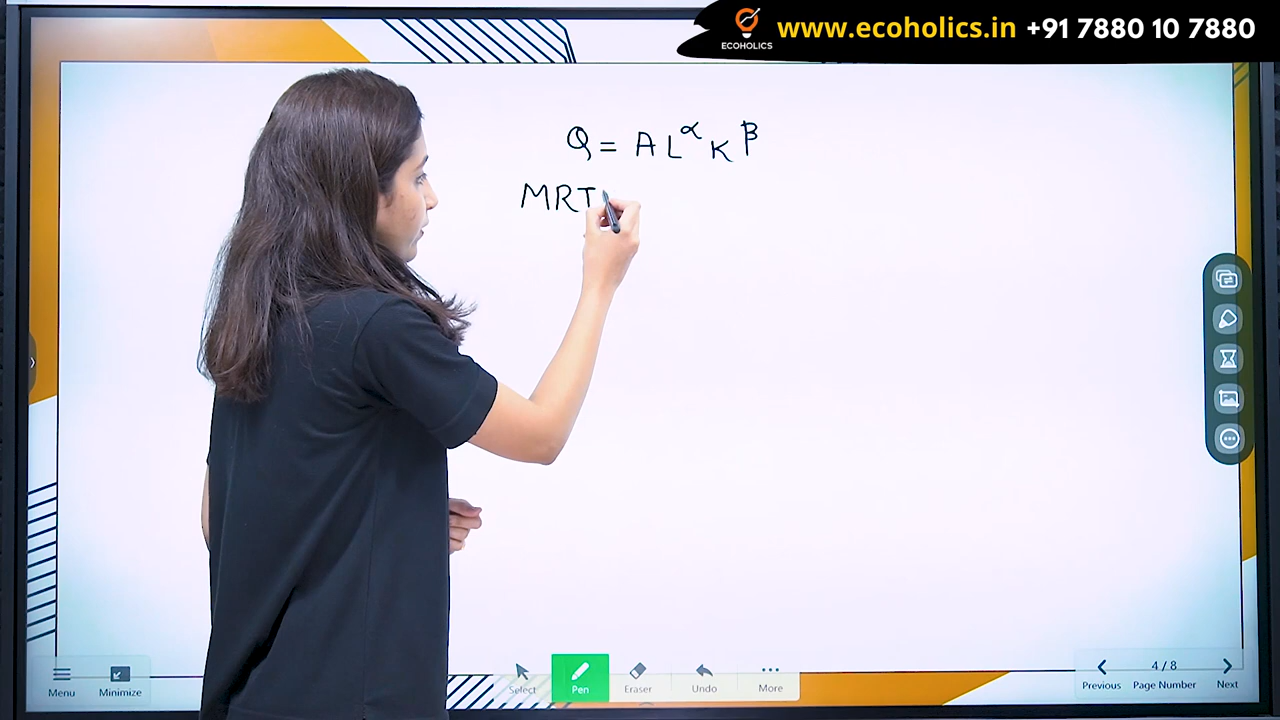 ECOHOLICS
www.ecoholics.in +91 7880 10 7880
Q = A L^α K^β
MRT
Menu
Minimize
Select
Pen
Eraser
Undo
More
Previous
4 / 8
Page Number
Next